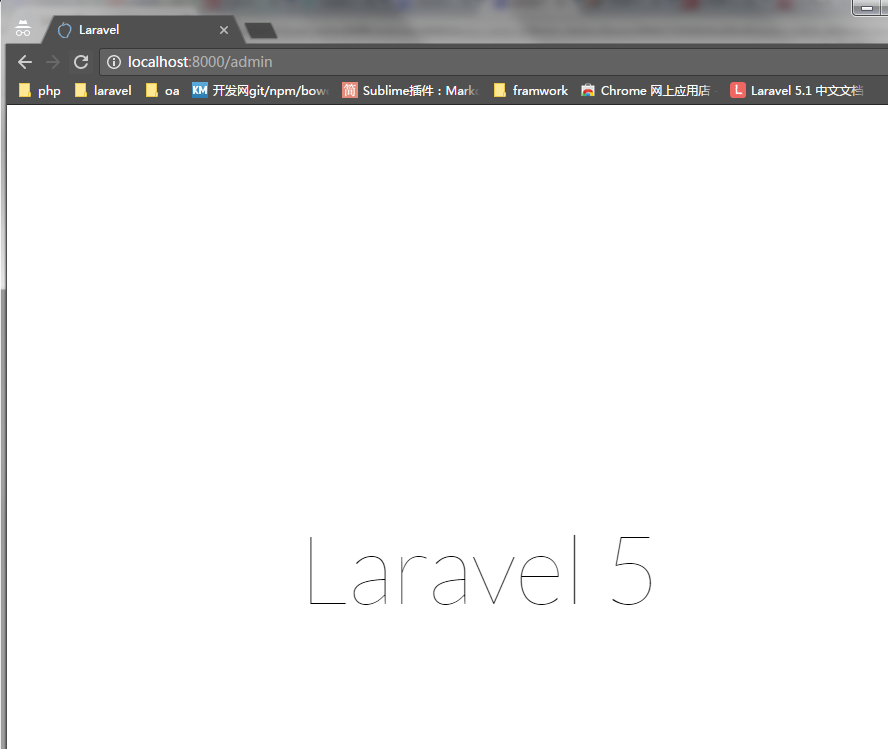 Laravel
localhost:8000/admin
php laravel oa KM 开发网git/npm/bow 简 Sublime插件：Mark framwork Chrome 网上应用店 - L Laravel 5.1 中文文档
Laravel 5